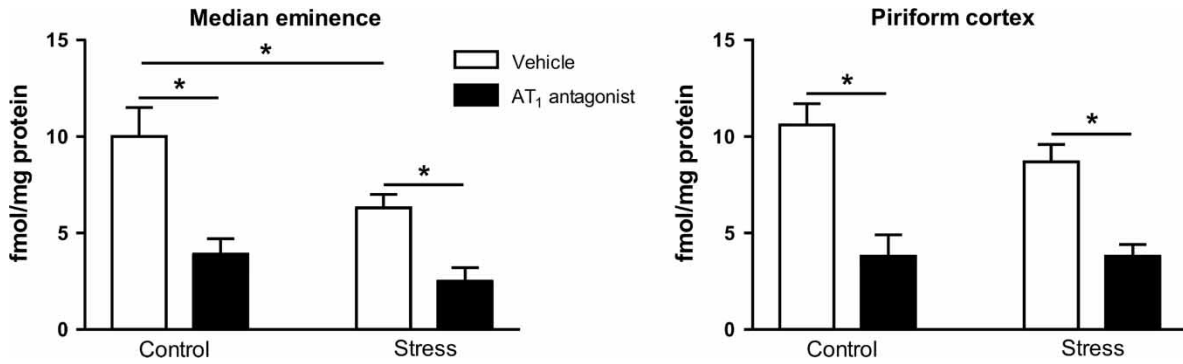 Median eminence
fmol/mg protein
15
10
5
0
*
*
*
Vehicle
AT₁ antagonist
Control
Stress
Piriform cortex
fmol/mg protein
15
10
5
0
*
*
Control
Stress